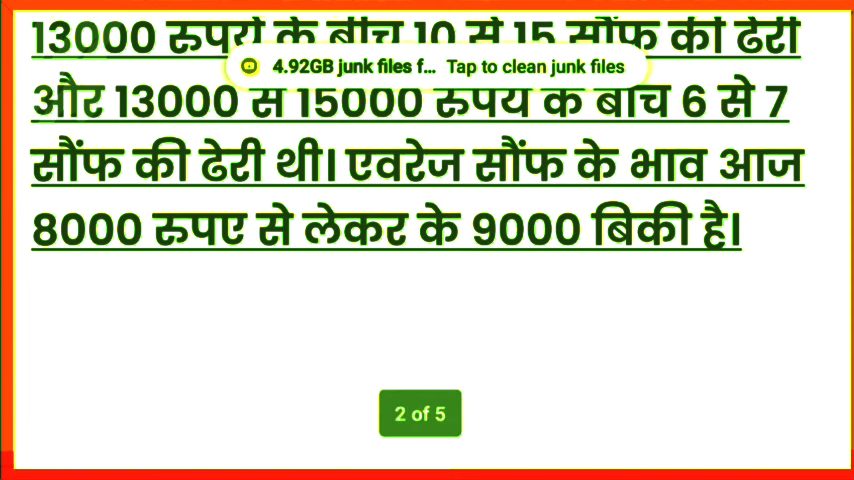 13000 रुपये के बीच 10 से 15 सौंफ की ढेरी
4.92GB junk files f... Tap to clean junk files
और 13000 से 15000 रुपये के बीच 6 से 7
सौंफ की ढेरी थी। एवरेज सौंफ के भाव आज
8000 रुपए से लेकर के 9000 बिकी है।
2 of 5